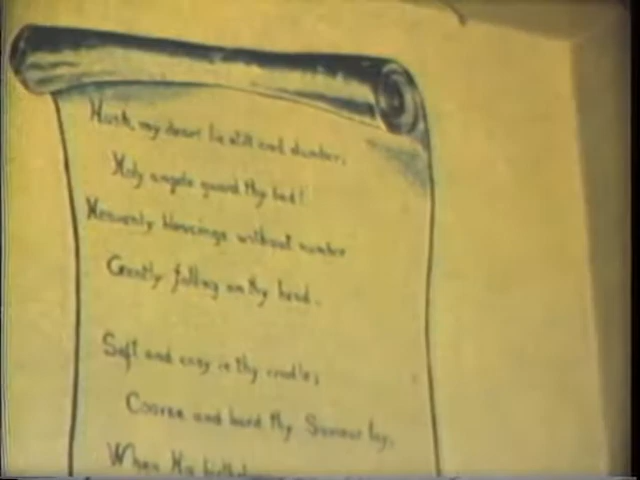 Hush, my dear, lie still and slumber,
Holy angels guard thy bed!
Heavenly blessings without number
Gently falling on thy head.
Soft and easy is thy cradle;
Coarse and hard thy Saviour lay,
When His